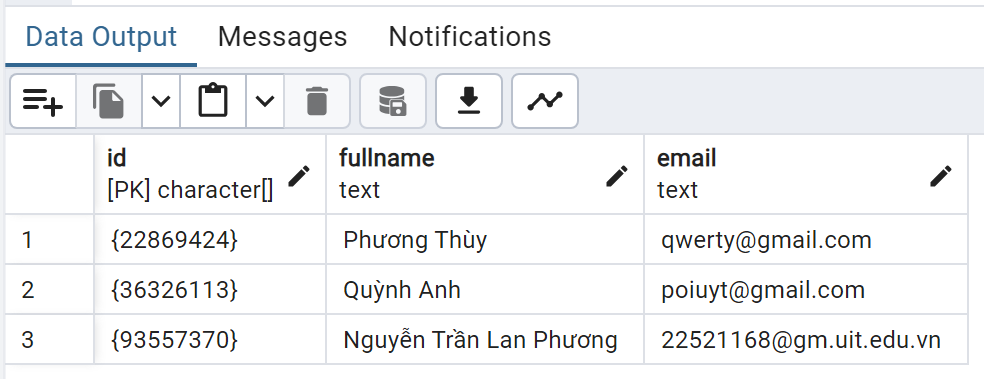 Data Output Messages Notifications
id fullname email
[PK] character[] text text
1 {22869424} Phương Thùy qwerty@gmail.com
2 {36326113} Quỳnh Anh poiuyt@gmail.com
3 {93557370} Nguyễn Trần Lan Phương 22521168@gm.uit.edu.vn